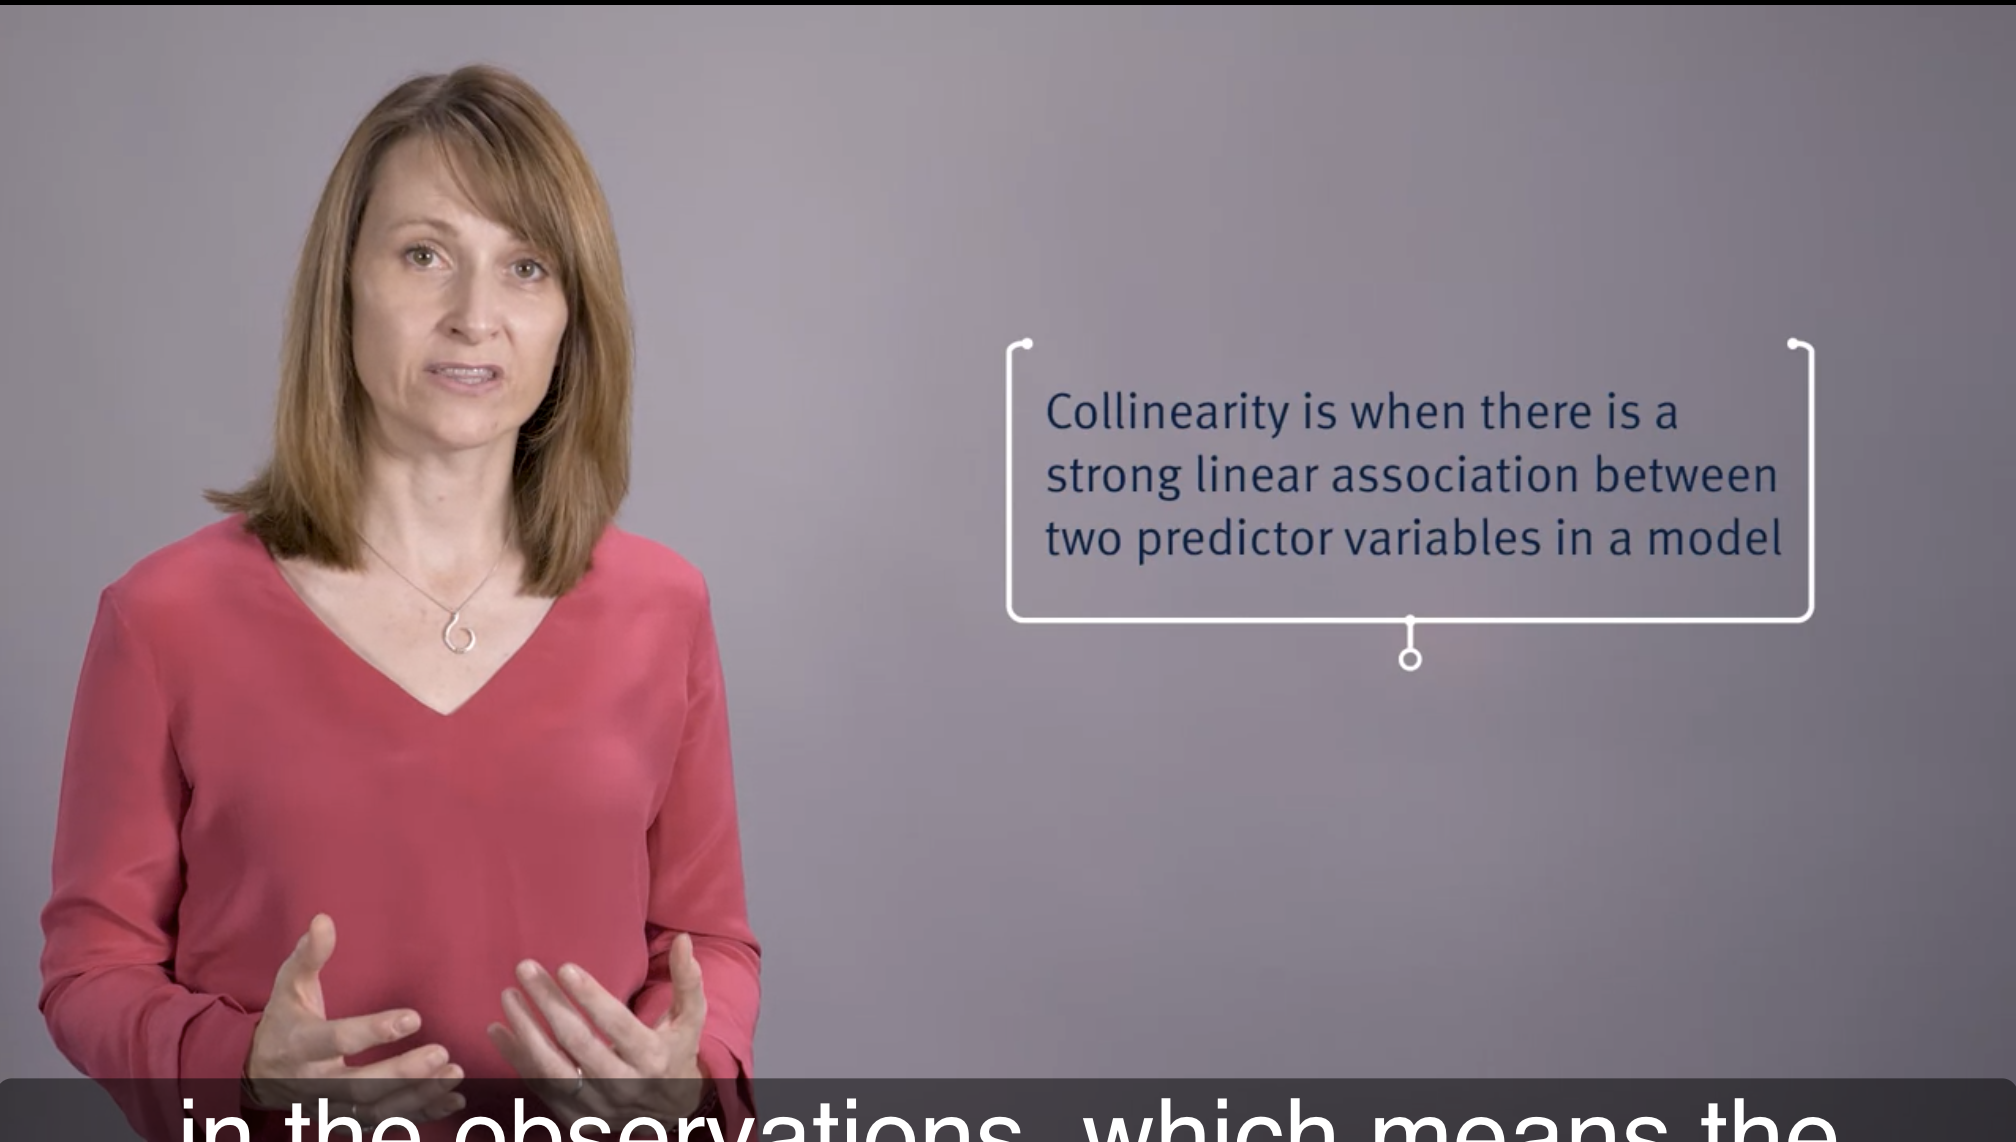 Collinearity is when there is a
strong linear association between
two predictor variables in a model
in the observations, which means the